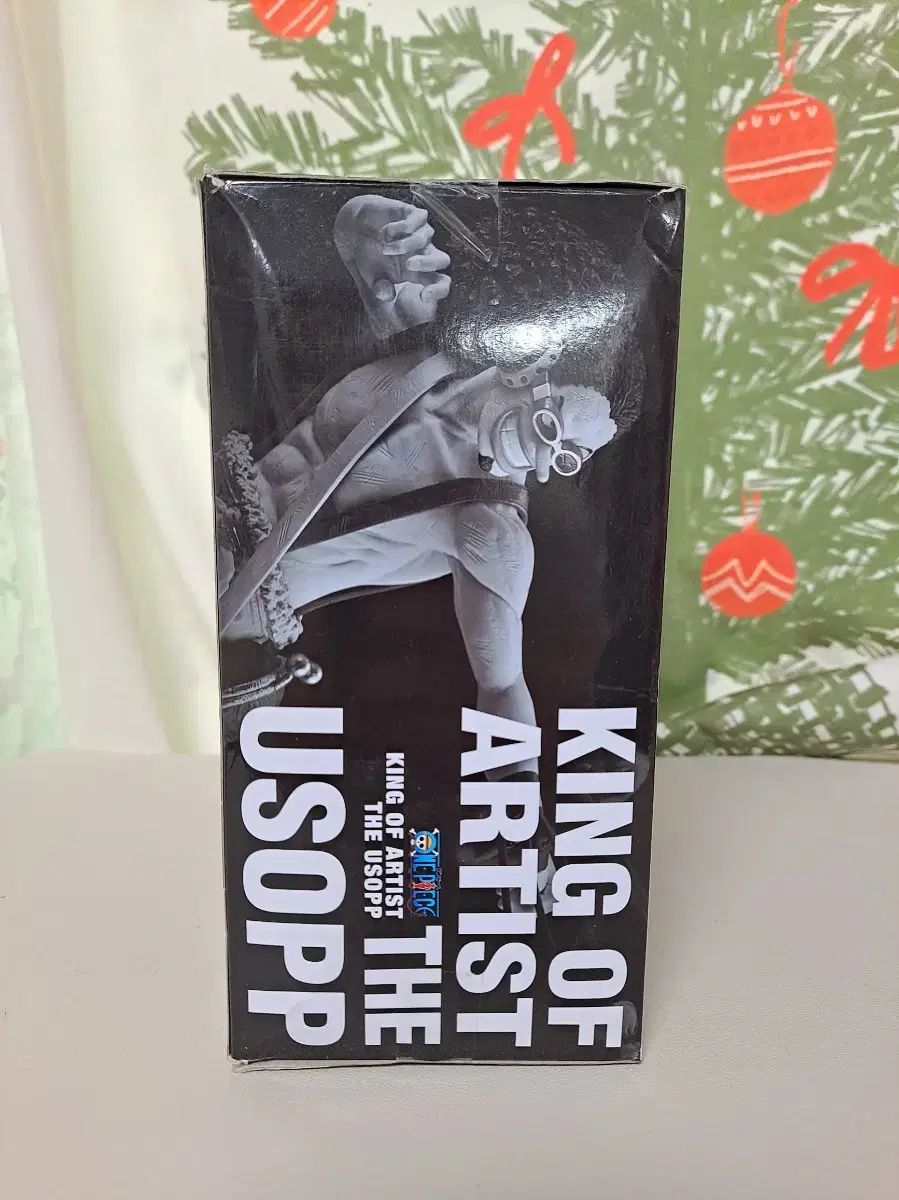 KING OF
ARTIST
THE
USOPP
ONE PIECE
KING OF ARTIST
THE USOPP